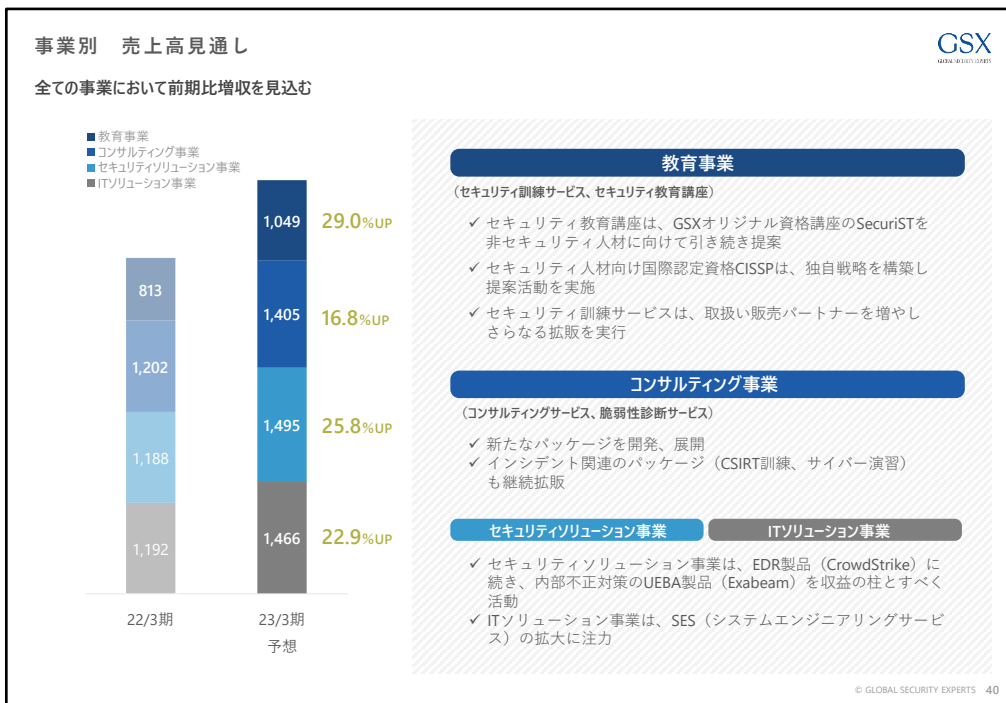 事業別 売上高見通し
GSX
GLOBAL SECURITY EXPERTS
全ての事業において前期比増収を見込む
■教育事業
■コンサルティング事業
■セキュリティソリューション事業
■ITソリューション事業
813
1,202
1,188
1,192
22/3期
1,049
1,405
1,495
1,466
23/3期
予想
29.0%UP
16.8%UP
25.8%UP
22.9%UP
教育事業
（セキュリティ訓練サービス、セキュリティ教育講座）
✓ セキュリティ教育講座は、GSXオリジナル資格講座のSecuriSTを
非セキュリティ人材に向けて引き続き提案
✓ セキュリティ人材向け国際認定資格CISSPは、独自戦略を構築し
提案活動を実施
✓ セキュリティ訓練サービスは、取扱い販売パートナーを増やし
さらなる拡販を実行
コンサルティング事業
（コンサルティングサービス、脆弱性診断サービス）
✓ 新たなパッケージを開発、展開
✓ インシデント関連のパッケージ（CSIRT訓練、サイバー演習）
も継続拡販
セキュリティソリューション事業
ITソリューション事業
✓ セキュリティソリューション事業は、EDR製品（CrowdStrike）に
続き、内部不正対策のUEBA製品（Exabeam）を収益の柱とすべく
活動
✓ ITソリューション事業は、SES（システムエンジニアリングサービ
ス）の拡大に注力
© GLOBAL SECURITY EXPERTS 40